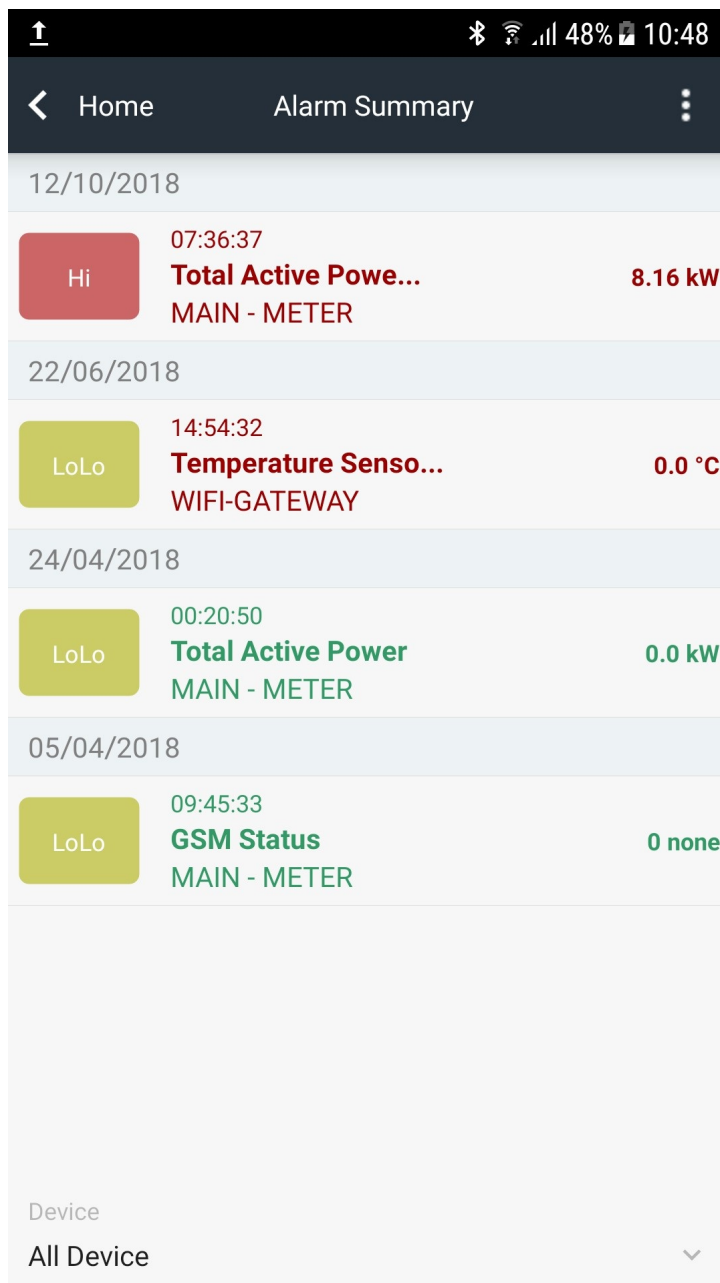 48% 10:48
Home Alarm Summary
12/10/2018
Hi
07:36:37
Total Active Powe...
MAIN - METER
8.16 kW
22/06/2018
LoLo
14:54:32
Temperature Senso...
WIFI-GATEWAY
0.0 °C
24/04/2018
LoLo
00:20:50
Total Active Power
MAIN - METER
0.0 kW
05/04/2018
LoLo
09:45:33
GSM Status
MAIN - METER
0 none
Device
All Device